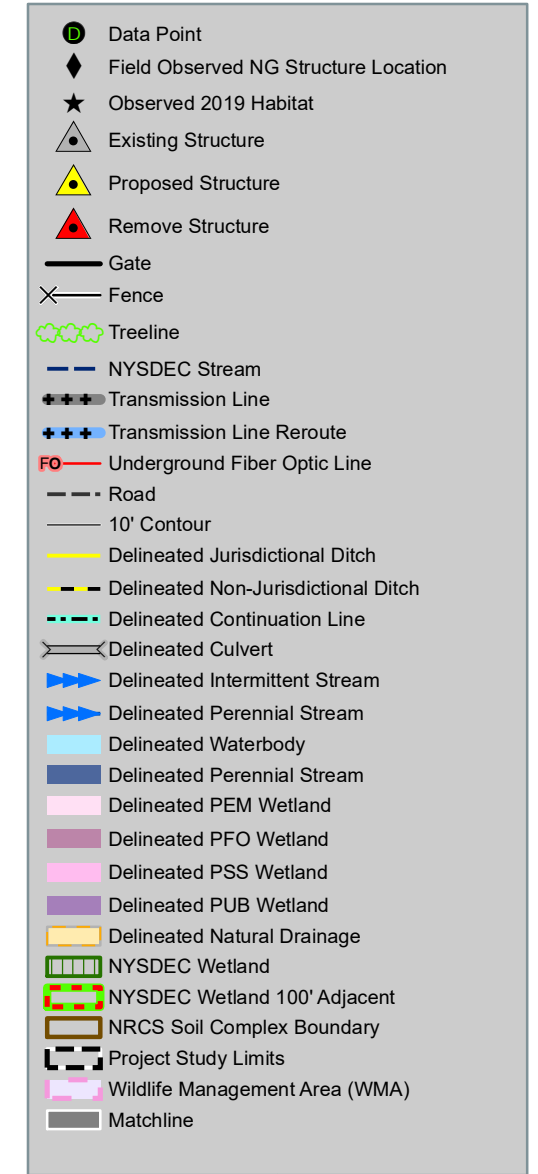 D Data Point
Field Observed NG Structure Location
Observed 2019 Habitat
Existing Structure
Proposed Structure
Remove Structure
Gate
Fence
Treeline
NYSDEC Stream
Transmission Line
Transmission Line Reroute
FO Underground Fiber Optic Line
Road
10' Contour
Delineated Jurisdictional Ditch
Delineated Non-Jurisdictional Ditch
Delineated Continuation Line
Delineated Culvert
Delineated Intermittent Stream
Delineated Perennial Stream
Delineated Waterbody
Delineated Perennial Stream
Delineated PEM Wetland
Delineated PFO Wetland
Delineated PSS Wetland
Delineated PUB Wetland
Delineated Natural Drainage
NYSDEC Wetland
NYSDEC Wetland 100' Adjacent
NRCS Soil Complex Boundary
Project Study Limits
Wildlife Management Area (WMA)
Matchline